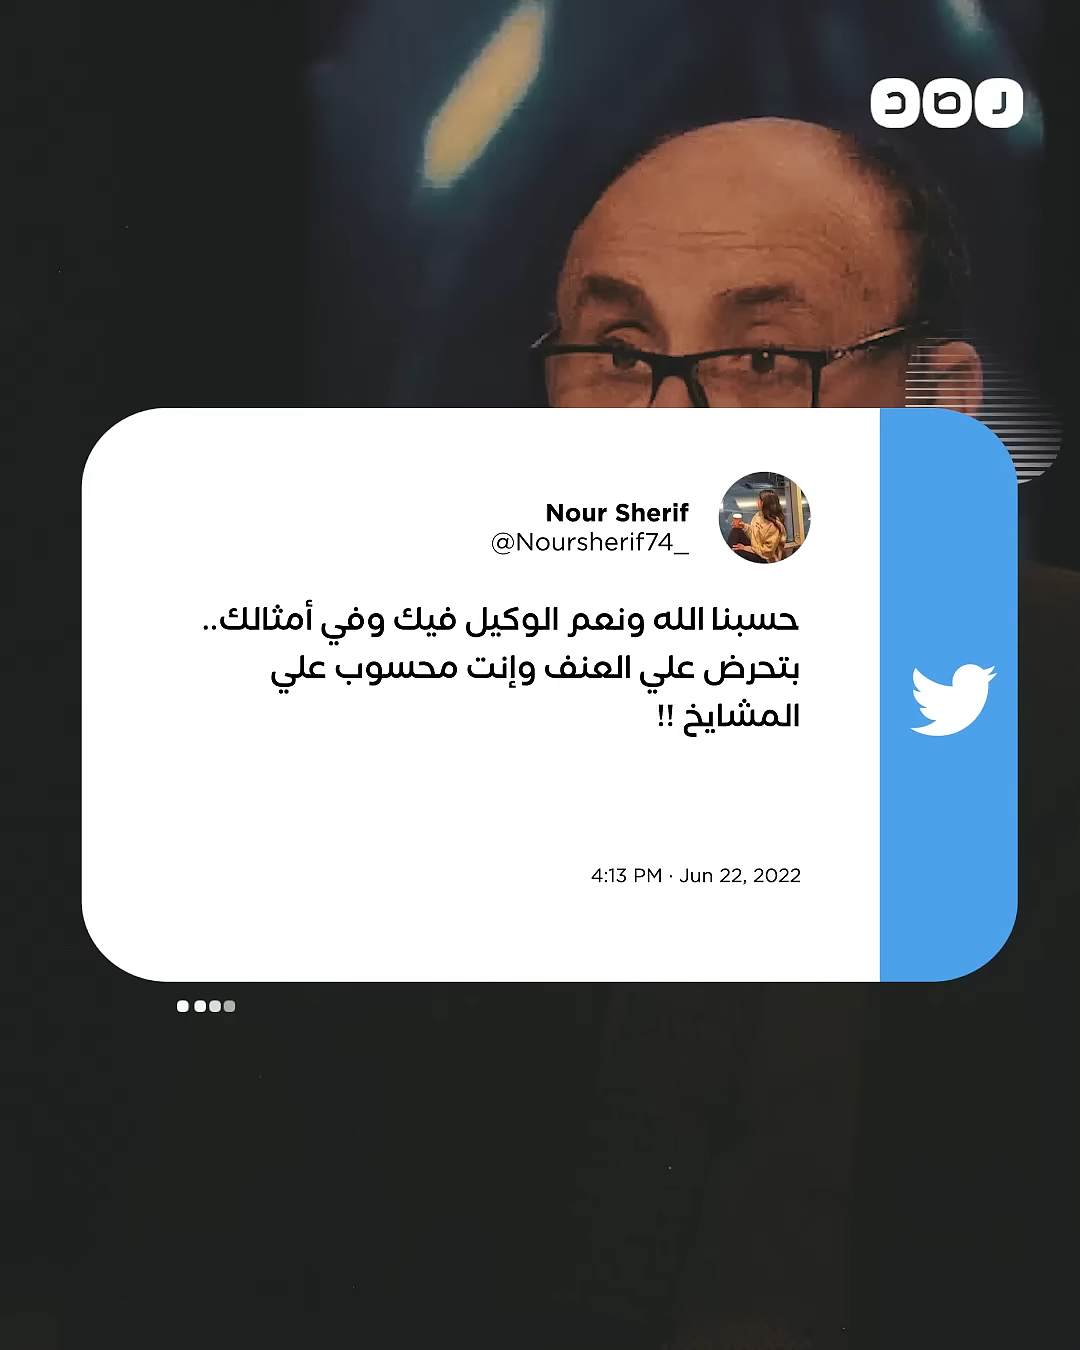 رصد
Nour Sherif
@Noursherif74_
حسبنا الله ونعم الوكيل فيك وفي أمثالك..
بتحرض علي العنف وإنت محسوب علي
المشايخ !!
4:13 PM · Jun 22, 2022